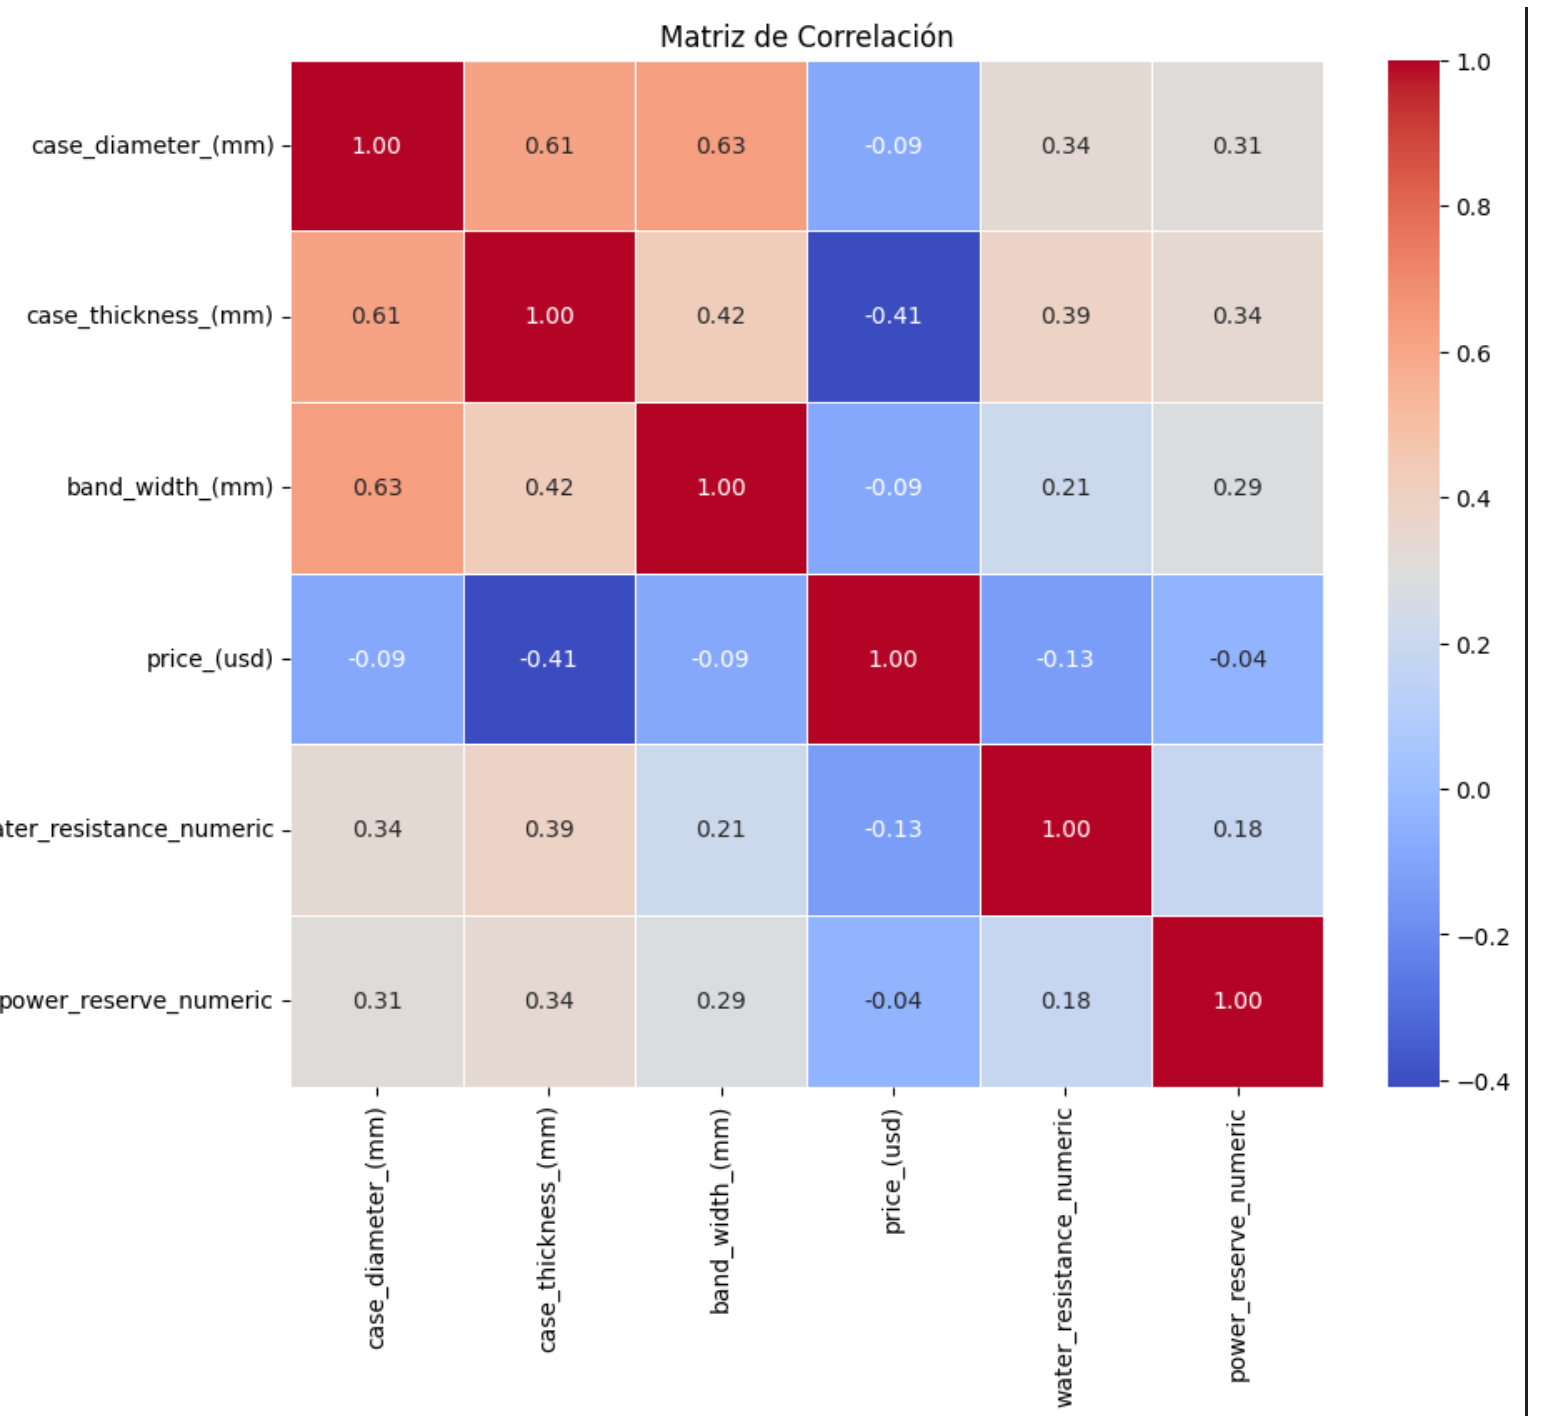 Matriz de Correlación
case_diameter_(mm) 1.00 0.61 0.63 -0.09 0.34 0.31
case_thickness_(mm) 0.61 1.00 0.42 -0.41 0.39 0.34
band_width_(mm) 0.63 0.42 1.00 -0.09 0.21 0.29
price_(usd) -0.09 -0.41 -0.09 1.00 -0.13 -0.04
ater_resistance_numeric 0.34 0.39 0.21 -0.13 1.00 0.18
power_reserve_numeric 0.31 0.34 0.29 -0.04 0.18 1.00
case_diameter_(mm)
case_thickness_(mm)
band_width_(mm)
price_(usd)
water_resistance_numeric
power_reserve_numeric
1.0
0.8
0.6
0.4
0.2
0.0
−0.2
−0.4